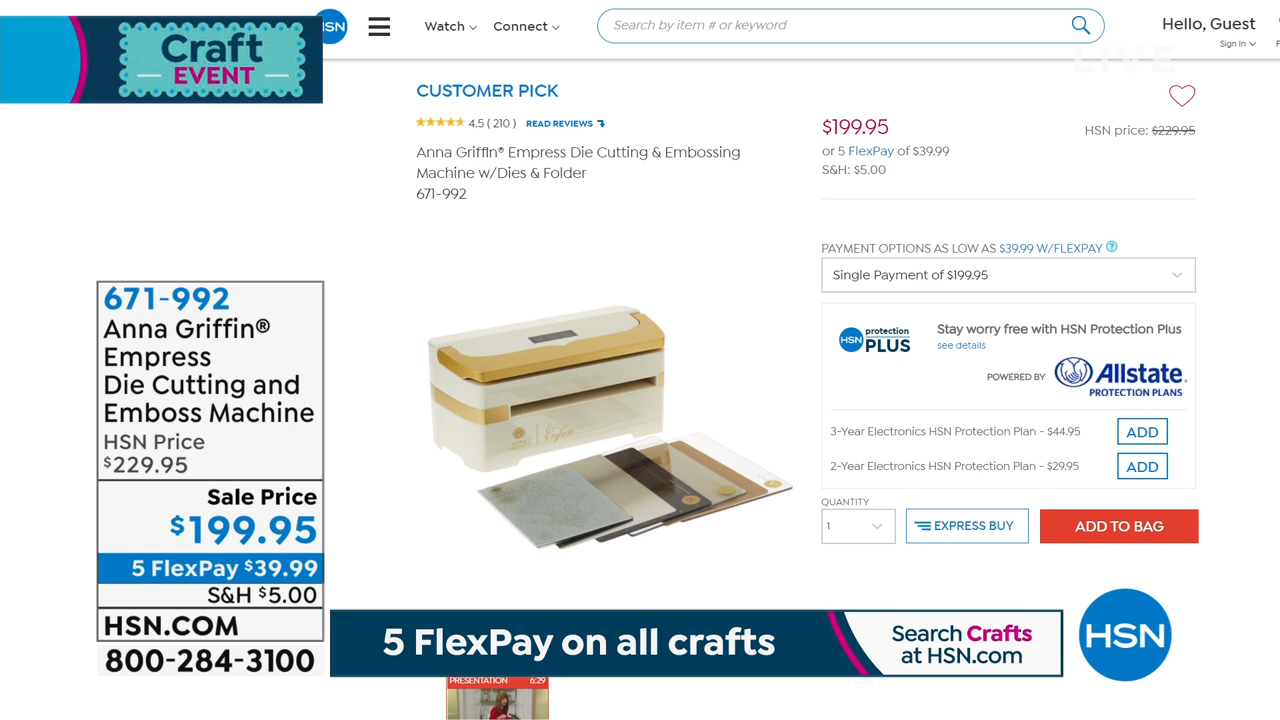 Craft
EVENT
HSN
Watch
Connect
Search by item # or keyword
Hello, Guest
Sign In
LIVE
CUSTOMER PICK
4.5 ( 210 ) READ REVIEWS
Anna Griffin® Empress Die Cutting & Embossing
Machine w/Dies & Folder
671-992
$199.95
HSN price: $229.95
or 5 FlexPay of $39.99
S&H: $5.00
PAYMENT OPTIONS AS LOW AS $39.99 W/FLEXPAY ?
Single Payment of $199.95
HSN protection PLUS
Stay worry free with HSN Protection Plus
see details
POWERED BY Allstate.
PROTECTION PLANS
3-Year Electronics HSN Protection Plan - $44.95 ADD
2-Year Electronics HSN Protection Plan - $29.95 ADD
QUANTITY
1
EXPRESS BUY
ADD TO BAG
671-992
Anna Griffin®
Empress
Die Cutting and
Emboss Machine
HSN Price
$229.95
Sale Price
$199.95
5 FlexPay $39.99
S&H $5.00
HSN.COM
800-284-3100
5 FlexPay on all crafts
Search Crafts
at HSN.com
HSN
PRESENTATION 6:29